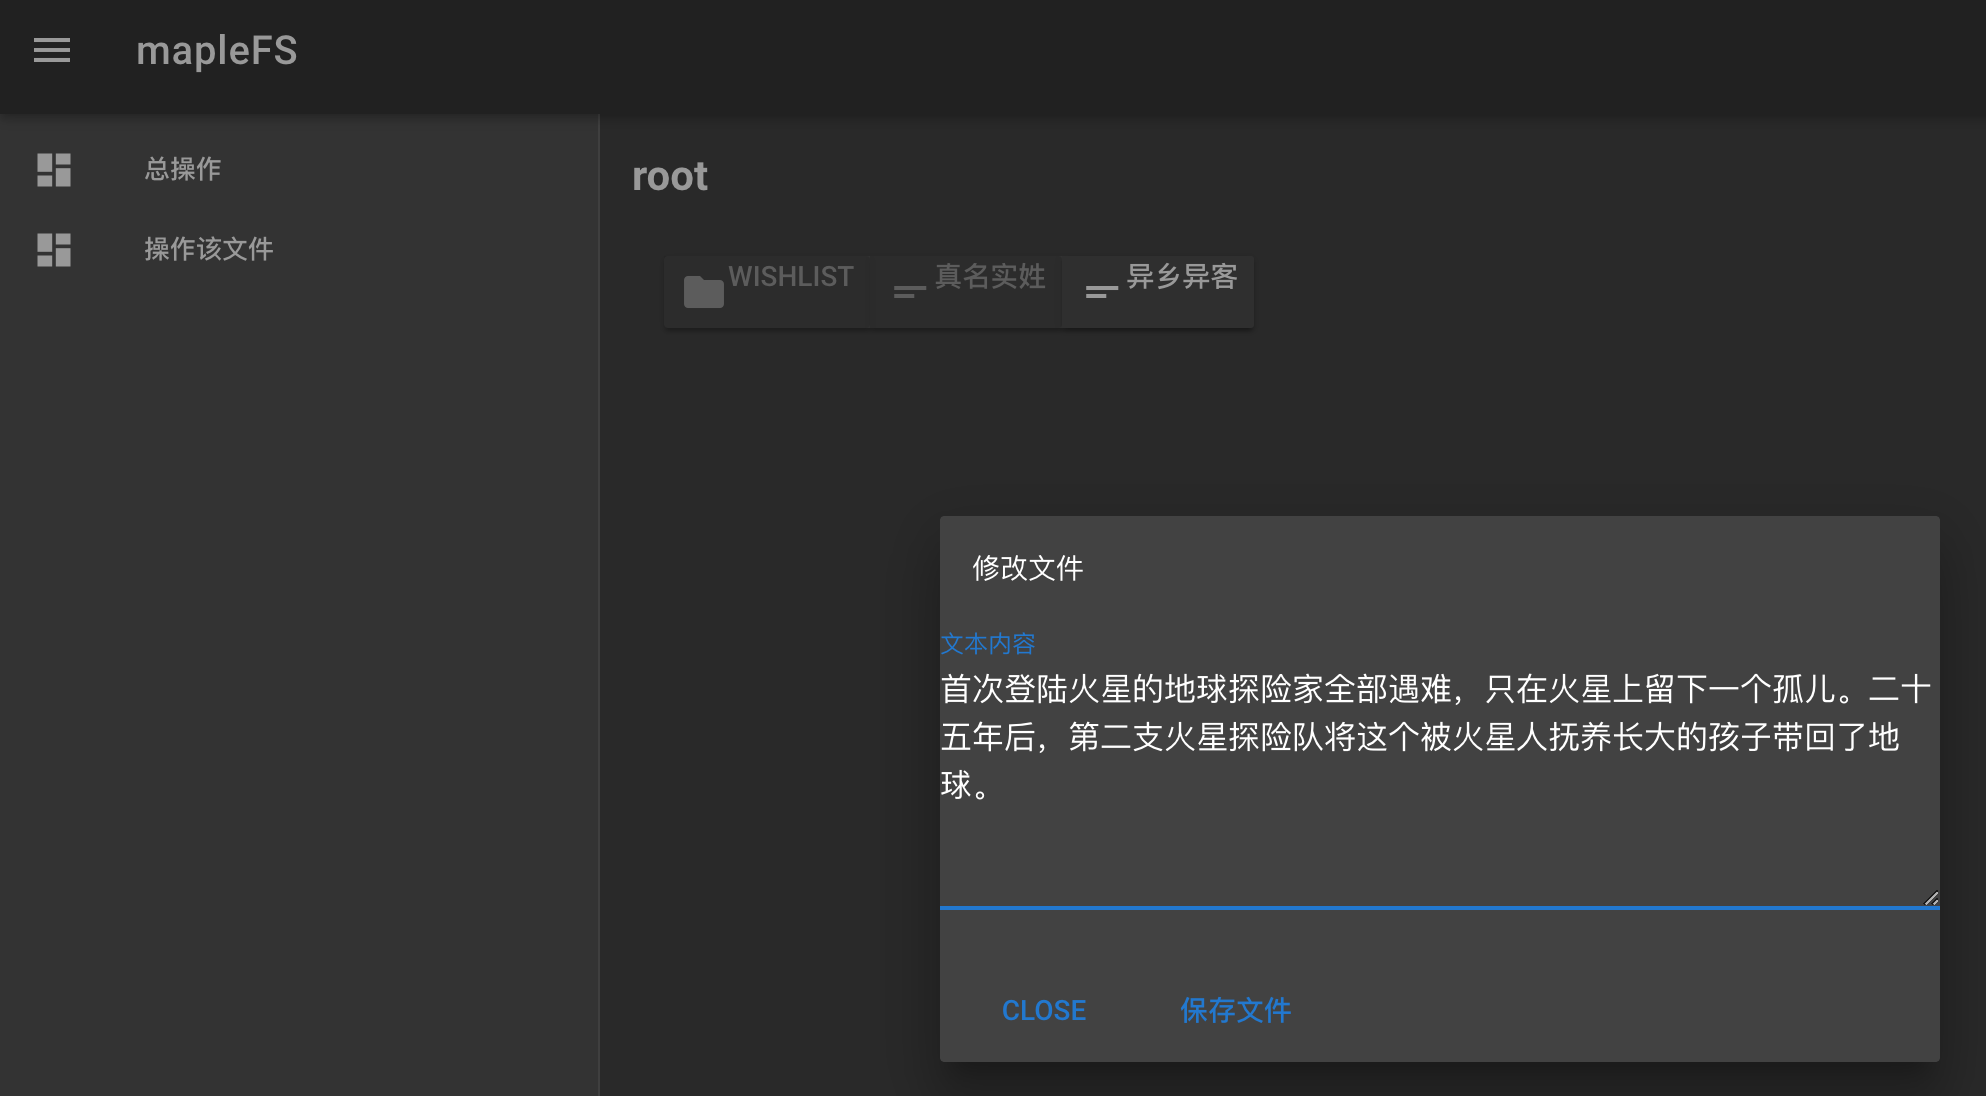 mapleFS
总操作
操作该文件
root
WISHLIST
真名实姓
异乡异客
修改文件
文本内容
首次登陆火星的地球探险家全部遇难，只在火星上留下一个孤儿。二十
五年后，第二支火星探险队将这个被火星人抚养长大的孩子带回了地
球。
CLOSE
保存文件